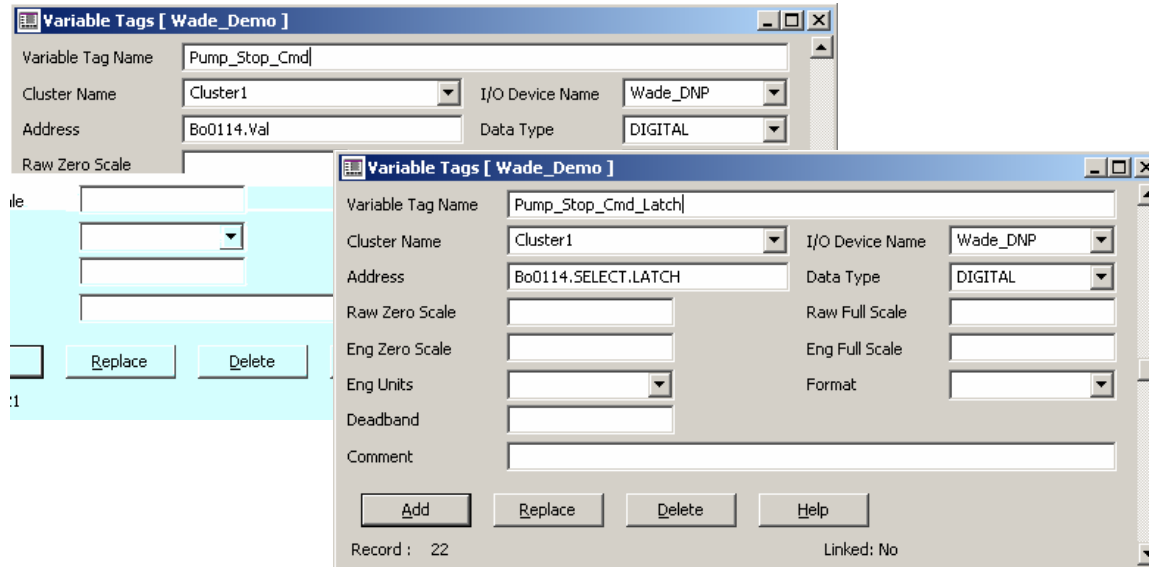 Variable Tags [ Wade_Demo ]
Variable Tag Name Pump_Stop_Cmd
Cluster Name Cluster1 I/O Device Name Wade_DNP
Address Bo0114.Val Data Type DIGITAL
Raw Zero Scale
Replace Delete
Variable Tags [ Wade_Demo ]
Variable Tag Name Pump_Stop_Cmd_Latch
Cluster Name Cluster1 I/O Device Name Wade_DNP
Address Bo0114.SELECT.LATCH Data Type DIGITAL
Raw Zero Scale Raw Full Scale
Eng Zero Scale Eng Full Scale
Eng Units Format
Deadband
Comment
Add Replace Delete Help
Record : 22 Linked: No